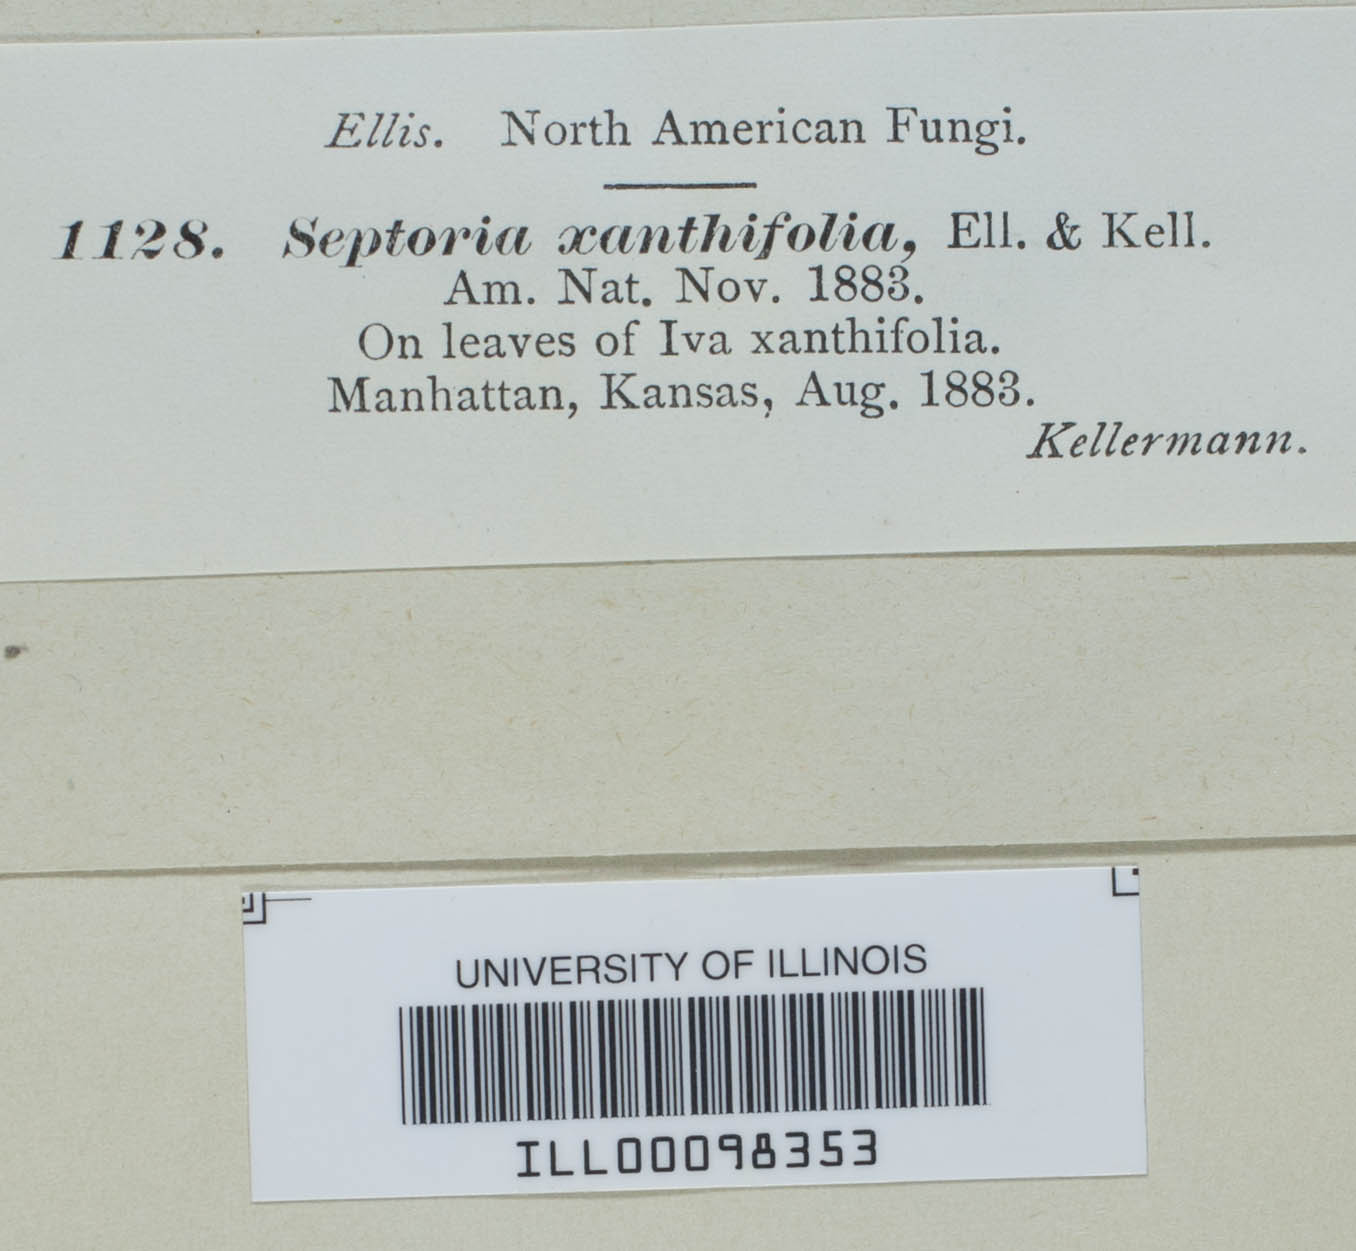 Ellis. North American Fungi.
1128. Septoria xanthifolia, Ell. & Kell.
Am. Nat. Nov. 1883.
On leaves of Iva xanthifolia.
Manhattan, Kansas, Aug. 1883.
Kellermann.
UNIVERSITY OF ILLINOIS
ILL00098353